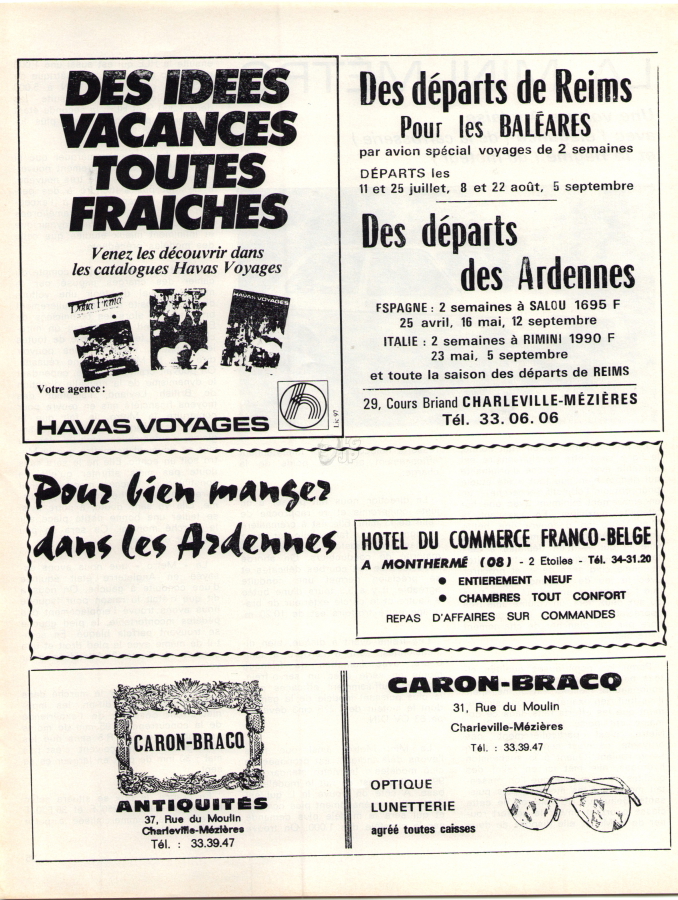 DES IDEES
VACANCES
TOUTES
FRAICHES
Venez les découvrir dans
les catalogues Havas Voyages
HAVAS VOYAGES
Votre agence :
HAVAS VOYAGES
Des départs de Reims
Pour les BALÉARES
par avion spécial voyages de 2 semaines
DÉPARTS les
11 et 25 juillet, 8 et 22 août, 5 septembre
Des départs
des Ardennes
ESPAGNE : 2 semaines à SALOU 1695 F
25 avril, 16 mai, 12 septembre
ITALIE : 2 semaines à RIMINI 1990 F
23 mai, 5 septembre
et toute la saison des départs de REIMS
29, Cours Briand CHARLEVILLE-MÉZIÈRES
Tél. 33.06.06
Pour bien manger
dans les Ardennes
HOTEL DU COMMERCE FRANCO-BELGE
A MONTHERMÉ (08) - 2 Etoiles - Tél. 34-31.20
● ENTIEREMENT NEUF
● CHAMBRES TOUT CONFORT
REPAS D'AFFAIRES SUR COMMANDES
CARON-BRACQ
ANTIQUITÉS
37, Rue du Moulin
Charleville-Mézières
Tél. : 33.39.47
CARON-BRACQ
31, Rue du Moulin
Charleville-Mézières
Tél. : 33.39.47
OPTIQUE
LUNETTERIE
agréé toutes caisses